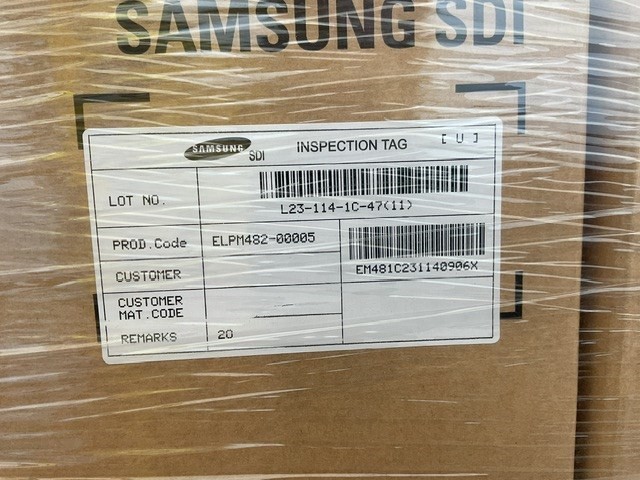 SAMSUNG SDI
SAMSUNG SDI INSPECTION TAG [ U ]
LOT NO. L23-114-1C-47(11)
PROD.Code ELPM482-00005
CUSTOMER EM481C231140906X
CUSTOMER
MAT.CODE
REMARKS 20